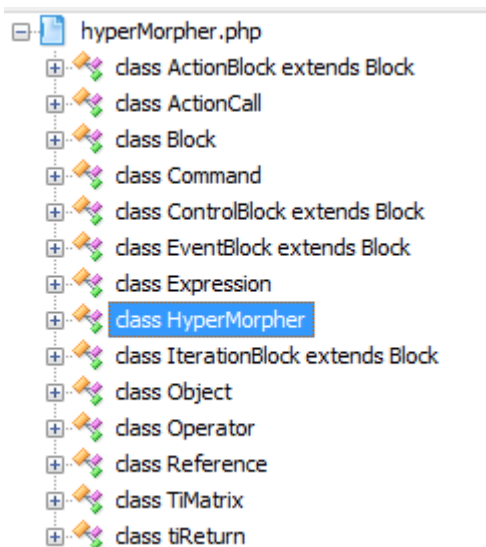 hyperMorpher.php
class ActionBlock extends Block
class ActionCall
class Block
class Command
class ControlBlock extends Block
class EventBlock extends Block
class Expression
class HyperMorpher
class IterationBlock extends Block
class Object
class Operator
class Reference
class TiMatrix
class tiReturn